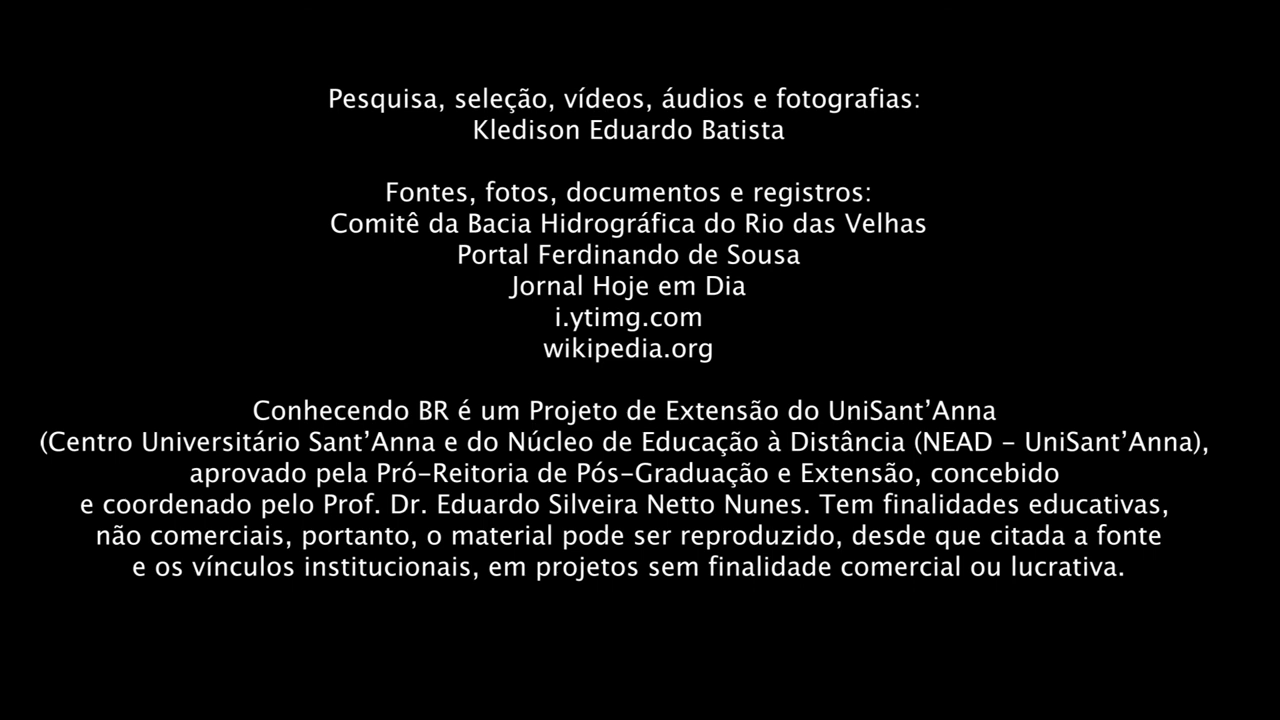 Pesquisa, seleção, vídeos, áudios e fotografias:
Kledison Eduardo Batista
Fontes, fotos, documentos e registros:
Comitê da Bacia Hidrográfica do Rio das Velhas
Portal Ferdinando de Sousa
Jornal Hoje em Dia
i.ytimg.com
wikipedia.org
Conhecendo BR é um Projeto de Extensão do UniSant’Anna
(Centro Universitário Sant’Anna e do Núcleo de Educação à Distância (NEAD – UniSant’Anna),
aprovado pela Pró-Reitoria de Pós-Graduação e Extensão, concebido
e coordenado pelo Prof. Dr. Eduardo Silveira Netto Nunes. Tem finalidades educativas,
não comerciais, portanto, o material pode ser reproduzido, desde que citada a fonte
e os vínculos institucionais, em projetos sem finalidade comercial ou lucrativa.